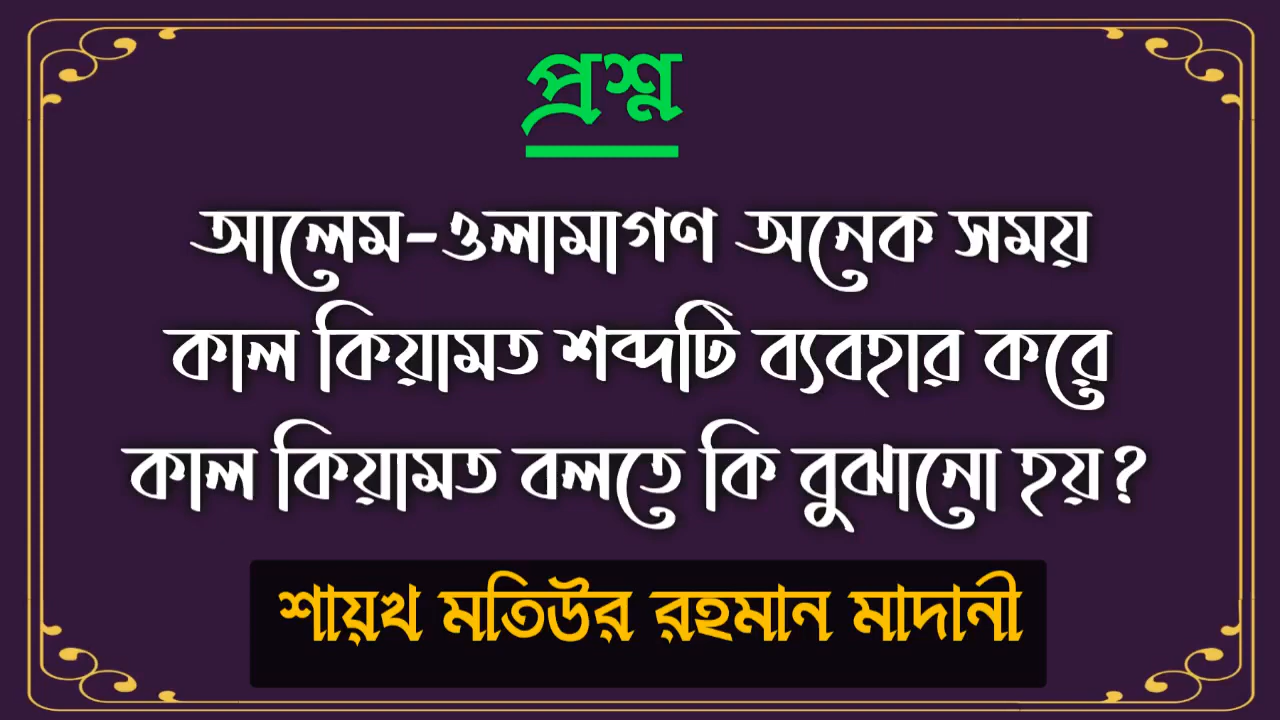 প্রশ্ন
আলেম-ওলামাগণ অনেক সময়
কাল কিয়ামত শব্দটি ব্যবহার করে
কাল কিয়ামত বলতে কি বুঝানো হয়?
শায়খ মতিউর রহমান মাদানী